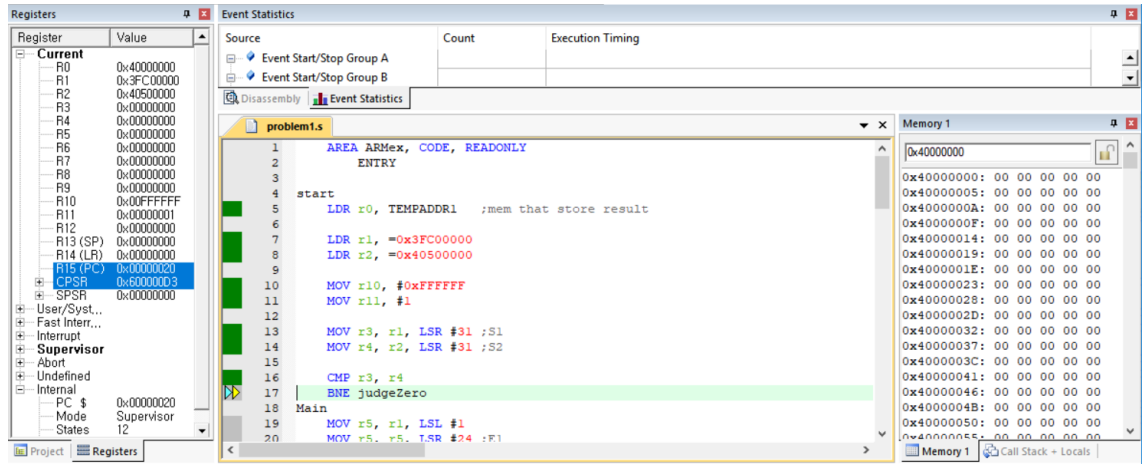 Registers
Register Value
Current
R0 0x40000000
R1 0x3FC00000
R2 0x40500000
R3 0x00000000
R4 0x00000000
R5 0x00000000
R6 0x00000000
R7 0x00000000
R8 0x00000000
R9 0x00000000
R10 0x00FFFFFF
R11 0x00000001
R12 0x00000000
R13 (SP) 0x00000000
R14 (LR) 0x00000000
R15 (PC) 0x00000020
CPSR 0x600000D3
SPSR 0x00000000
User/Syst...
Fast Interr...
Interrupt
Supervisor
Abort
Undefined
Internal
PC $ 0x00000020
Mode Supervisor
States 12
Project Registers
Event Statistics
Source Count Execution Timing
Event Start/Stop Group A
Event Start/Stop Group B
Disassembly Event Statistics
problem1.s
1 AREA ARMex, CODE, READONLY
2 ENTRY
3
4 start
5 LDR r0, TEMPADDR1 ;mem that store result
6
7 LDR r1, =0x3FC00000
8 LDR r2, =0x40500000
9
10 MOV r10, #0xFFFFFF
11 MOV r11, #1
12
13 MOV r3, r1, LSR #31 ;S1
14 MOV r4, r2, LSR #31 ;S2
15
16 CMP r3, r4
17 BNE judgeZero
18 Main
19 MOV r5, r1, LSL #1
20 MOV r5, r5, LSR #24 ;E1
Memory 1
0x40000000
0x40000000: 00 00 00 00 00
0x40000005: 00 00 00 00 00
0x4000000A: 00 00 00 00 00
0x4000000F: 00 00 00 00 00
0x40000014: 00 00 00 00 00
0x40000019: 00 00 00 00 00
0x4000001E: 00 00 00 00 00
0x40000023: 00 00 00 00 00
0x40000028: 00 00 00 00 00
0x4000002D: 00 00 00 00 00
0x40000032: 00 00 00 00 00
0x40000037: 00 00 00 00 00
0x4000003C: 00 00 00 00 00
0x40000041: 00 00 00 00 00
0x40000046: 00 00 00 00 00
0x4000004B: 00 00 00 00 00
0x40000050: 00 00 00 00 00
0x40000055: 00 00 00 00 00
Memory 1 Call Stack + Locals